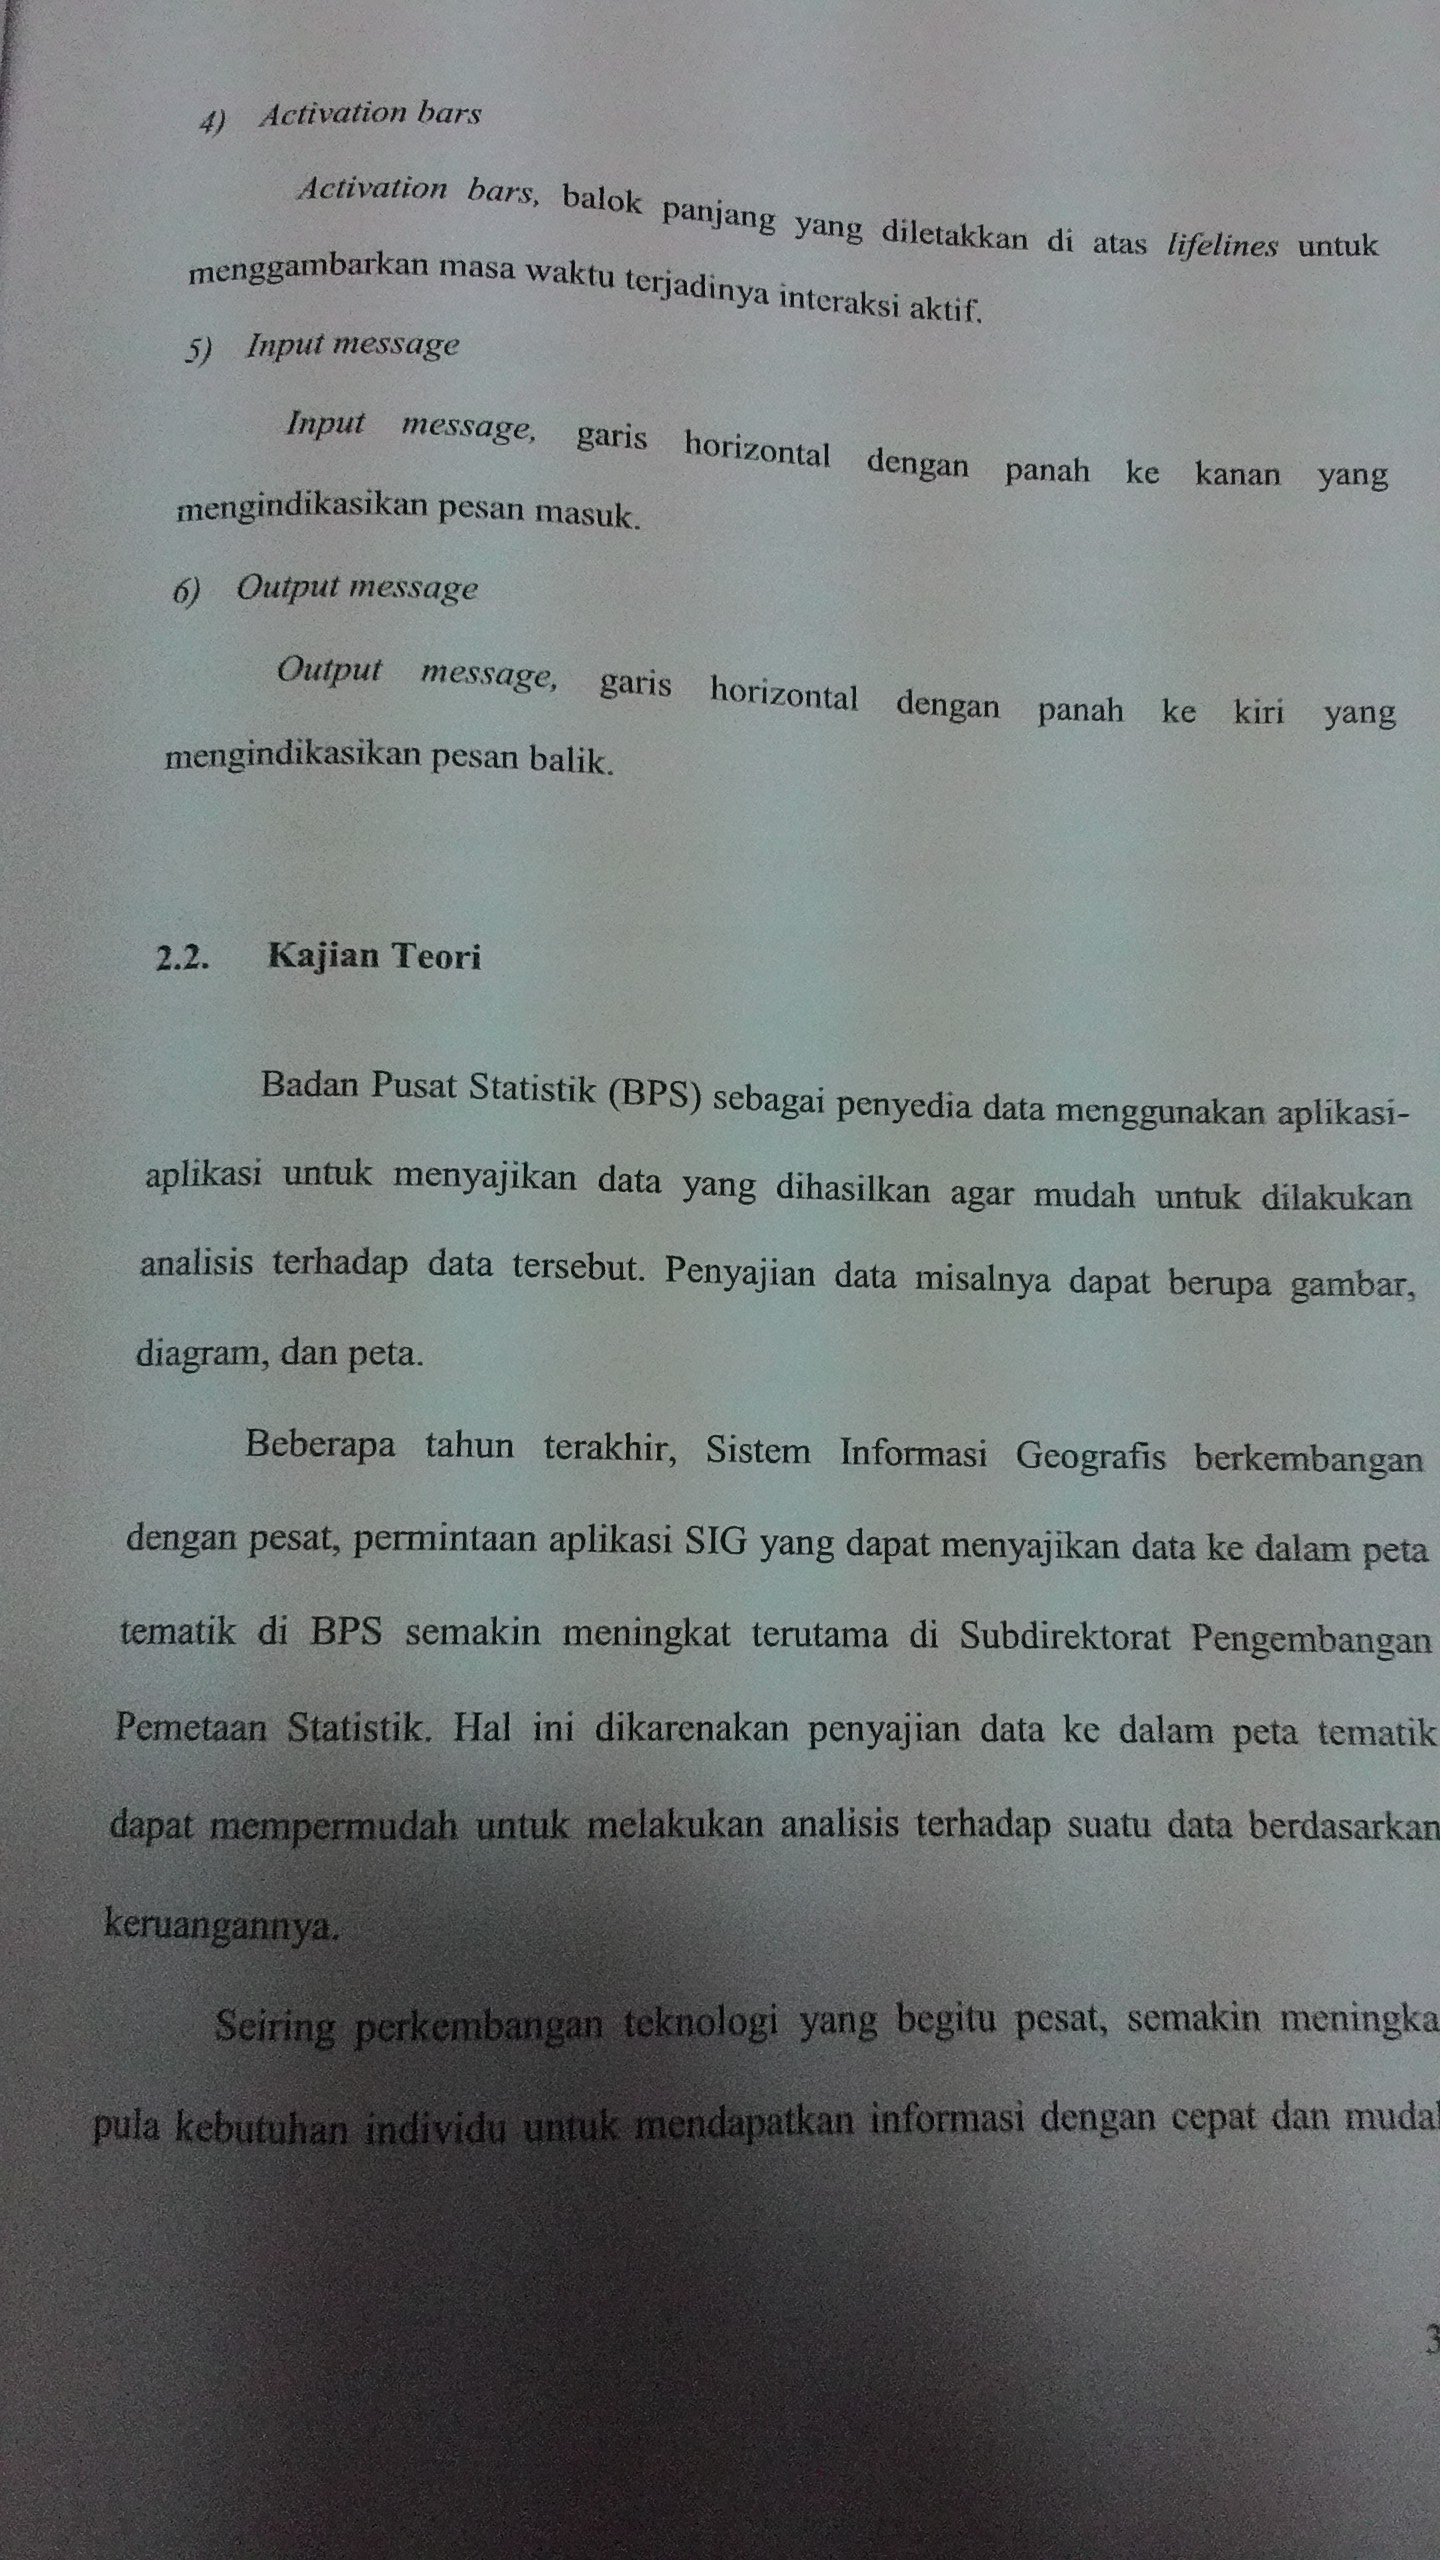 4) Activation bars
Activation bars, balok panjang yang diletakkan di atas lifelines untuk
menggambarkan masa waktu terjadinya interaksi aktif.
5) Input message
Input message, garis horizontal dengan panah ke kanan yang
mengindikasikan pesan masuk.
6) Output message
Output message, garis horizontal dengan panah ke kiri yang
mengindikasikan pesan balik.
2.2. Kajian Teori
Badan Pusat Statistik (BPS) sebagai penyedia data menggunakan aplikasi-
aplikasi untuk menyajikan data yang dihasilkan agar mudah untuk dilakukan
analisis terhadap data tersebut. Penyajian data misalnya dapat berupa gambar,
diagram, dan peta.
Beberapa tahun terakhir, Sistem Informasi Geografis berkembangan
dengan pesat, permintaan aplikasi SIG yang dapat menyajikan data ke dalam peta
tematik di BPS semakin meningkat terutama di Subdirektorat Pengembangan
Pemetaan Statistik. Hal ini dikarenakan penyajian data ke dalam peta tematik
dapat mempermudah untuk melakukan analisis terhadap suatu data berdasarkan
keruangannya.
Seiring perkembangan teknologi yang begitu pesat, semakin meningka
pula kebutuhan individu untuk mendapatkan informasi dengan cepat dan muda
3